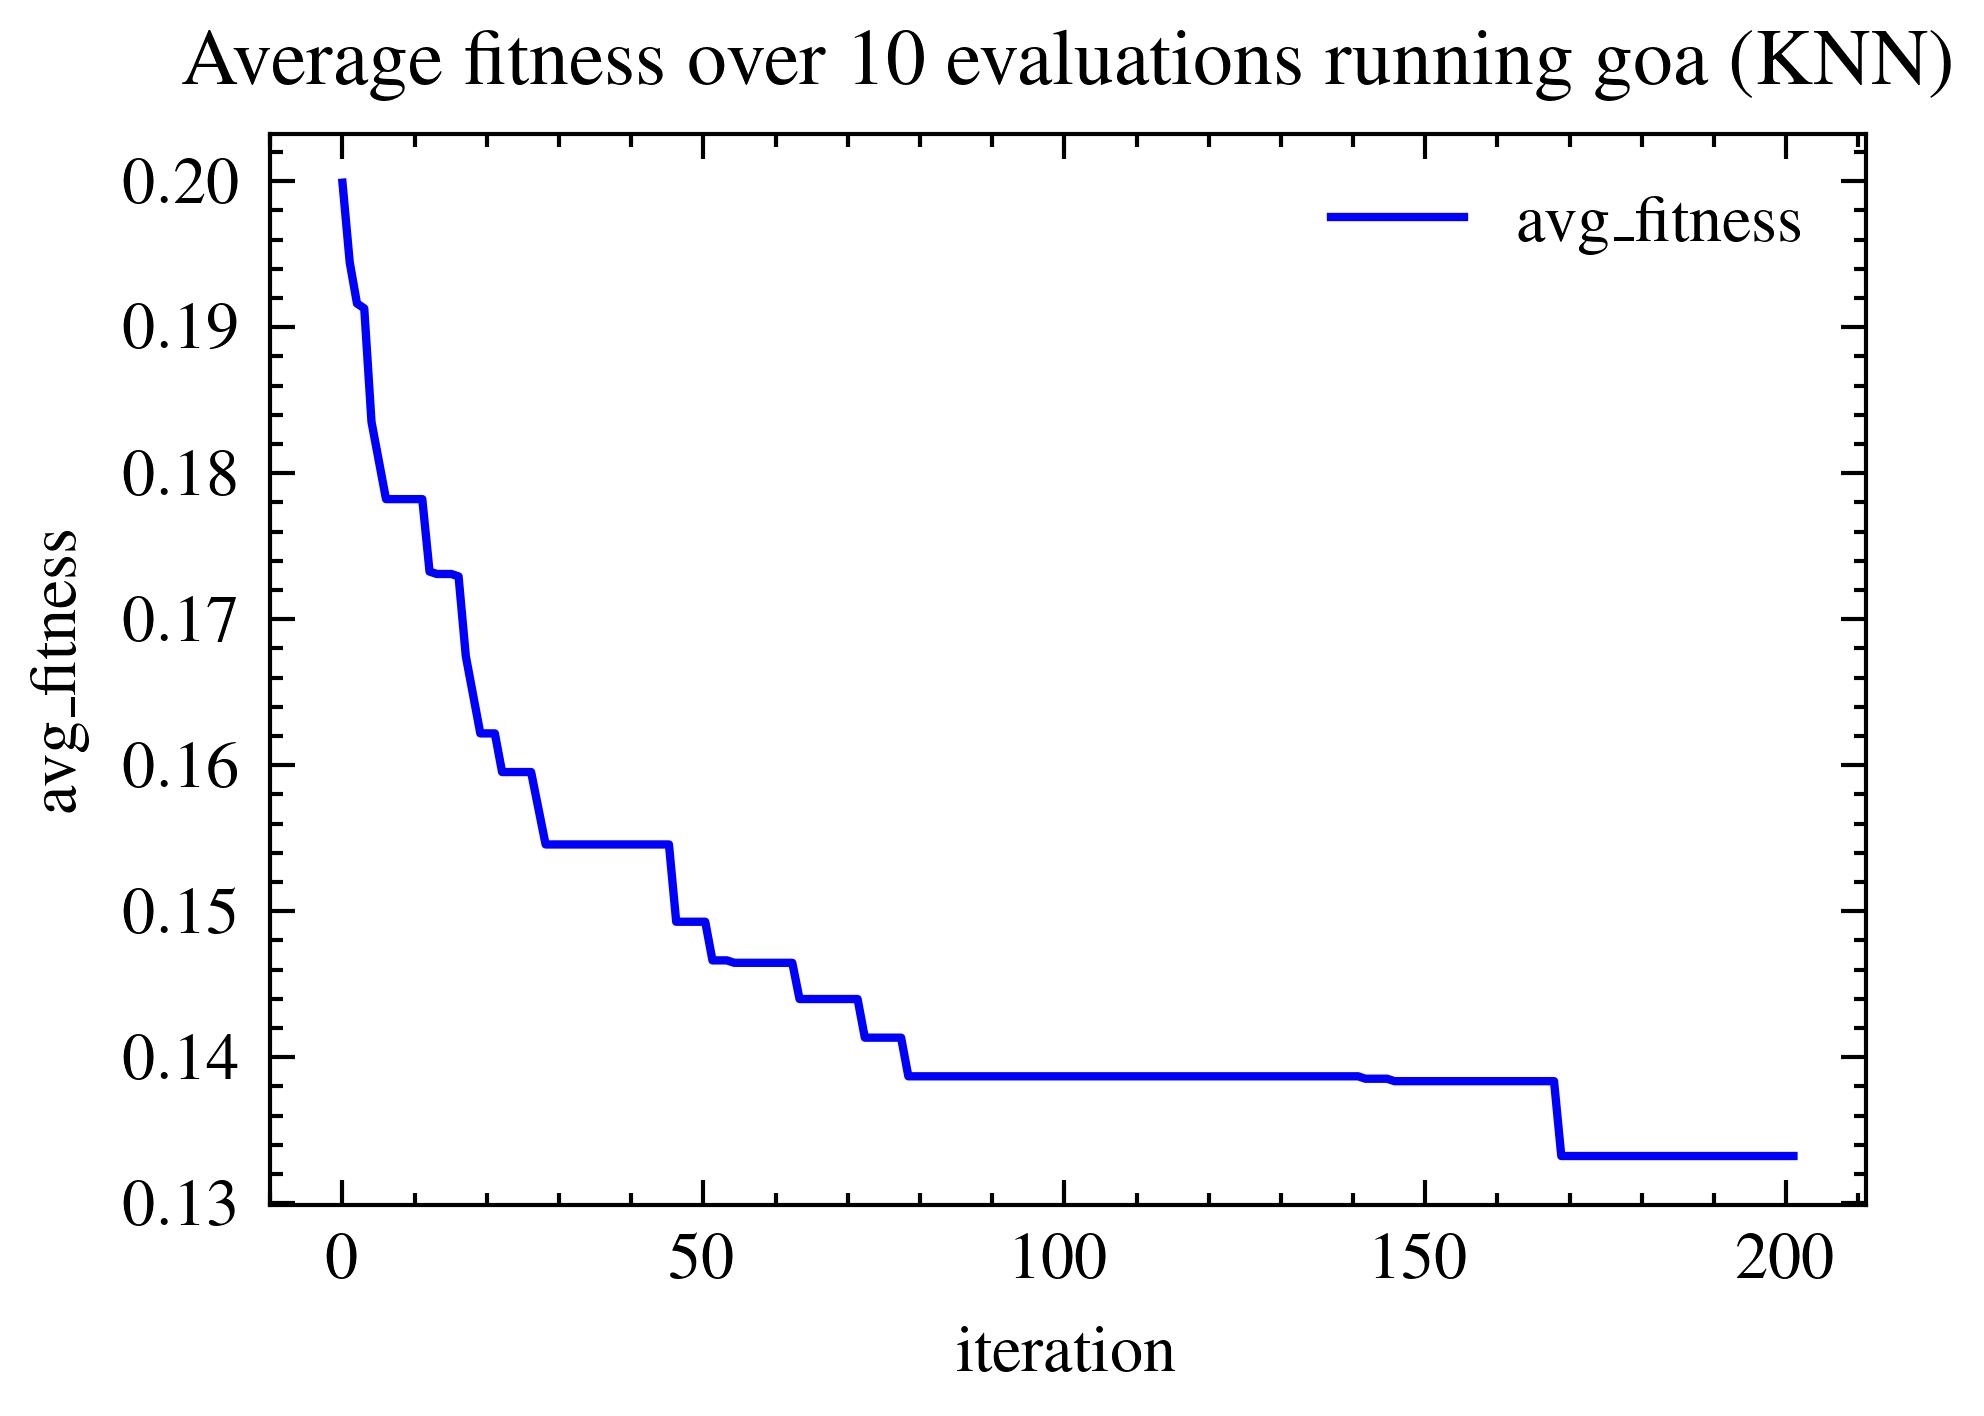 Average fitness over 10 evaluations running goa (KNN)
avg_fitness
0.20
0.19
0.18
0.17
0.16
0.15
0.14
0.13
avg_fitness
0 50 100 150 200
iteration